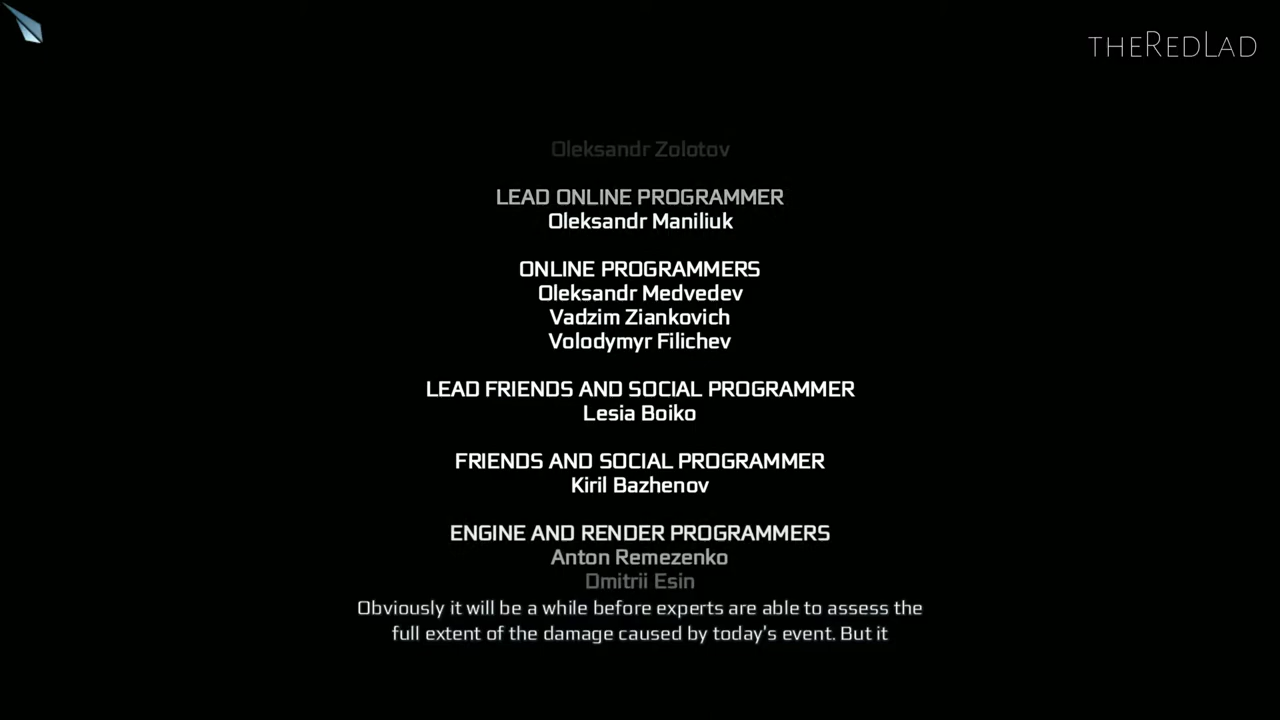 THEREDLAD
Oleksandr Zolotov
LEAD ONLINE PROGRAMMER
Oleksandr Maniliuk
ONLINE PROGRAMMERS
Oleksandr Medvedev
Vadzim Ziankovich
Volodymyr Filichev
LEAD FRIENDS AND SOCIAL PROGRAMMER
Lesia Boiko
FRIENDS AND SOCIAL PROGRAMMER
Kiril Bazhenov
ENGINE AND RENDER PROGRAMMERS
Anton Remezenko
Dmitrii Esin
Obviously it will be a while before experts are able to assess the
full extent of the damage caused by today's event. But it